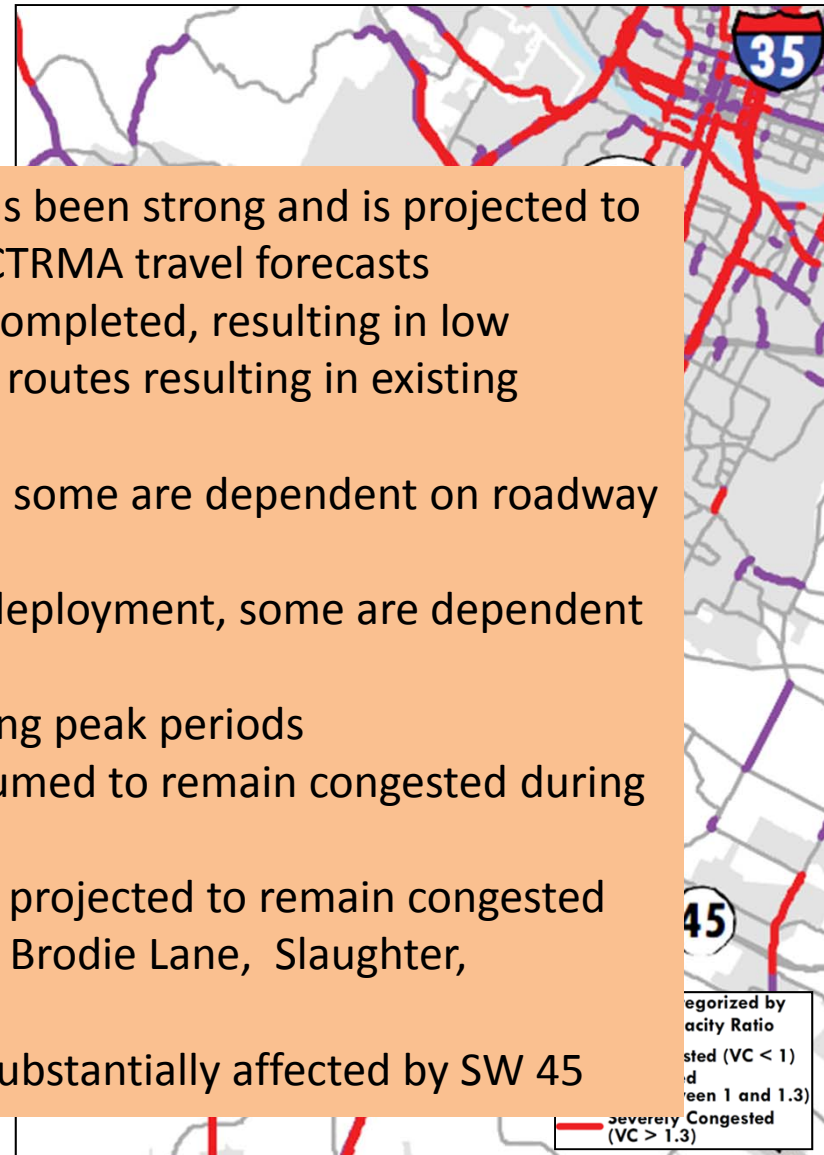 35
s been strong and is projected to
CTRMA travel forecasts
ompleted, resulting in low
routes resulting in existing
some are dependent on roadway
deployment, some are dependent
ng peak periods
umed to remain congested during
projected to remain congested
Brodie Lane, Slaughter,
ubstantially affected by SW 45
45
egorized by
acity Ratio
sted (VC < 1)
d
een 1 and 1.3)
Severely Congested
(VC > 1.3)